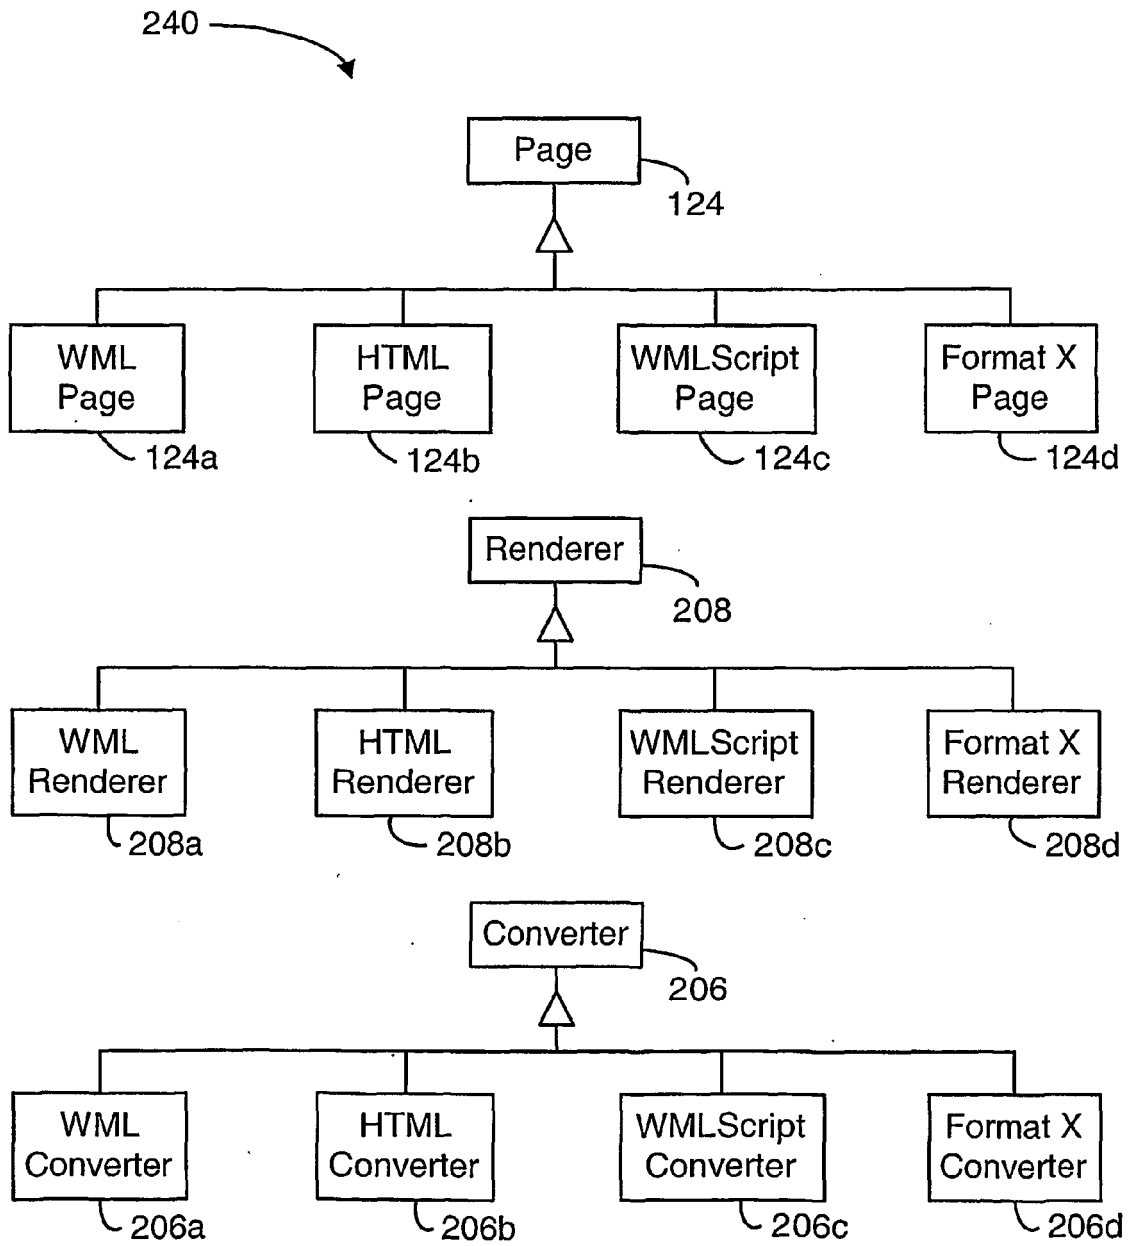 240
Page
124
WML
Page
124a
HTML
Page
124b
WMLScript
Page
124c
Format X
Page
124d
Renderer
208
WML
Renderer
208a
HTML
Renderer
208b
WMLScript
Renderer
208c
Format X
Renderer
208d
Converter
206
WML
Converter
206a
HTML
Converter
206b
WMLScript
Converter
206c
Format X
Converter
206d